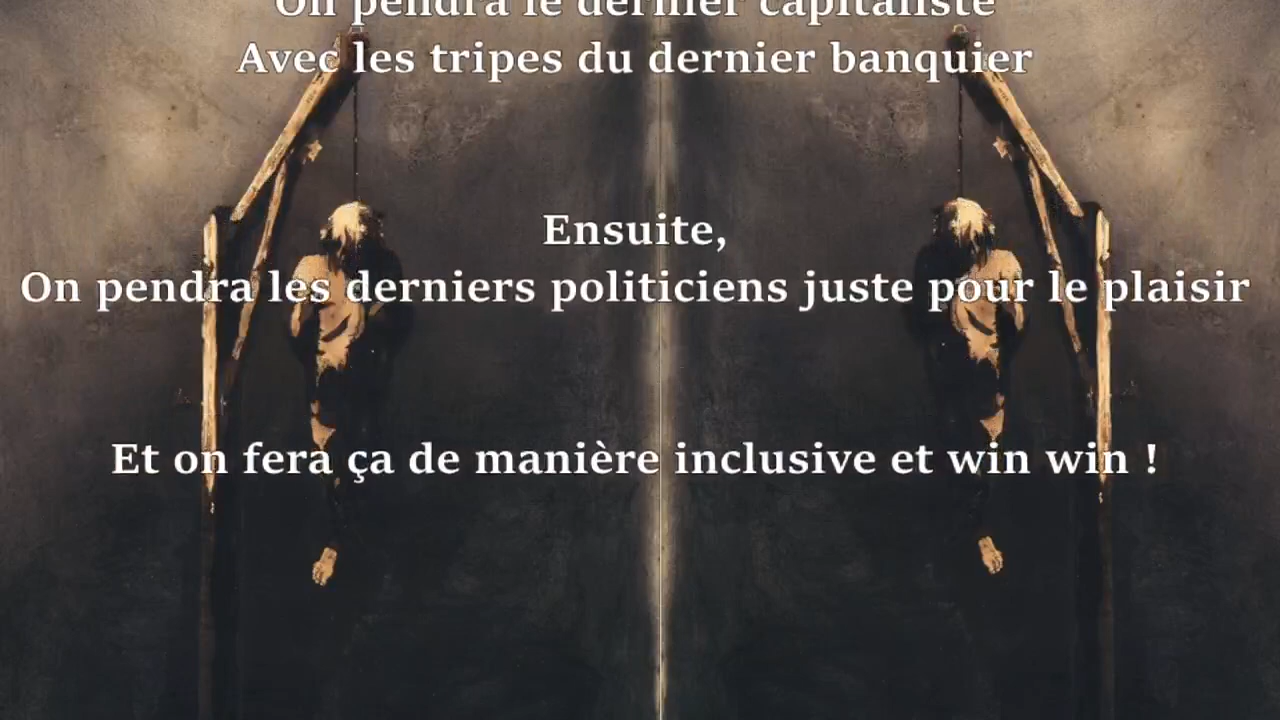 On pendra le dernier capitaliste
Avec les tripes du dernier banquier
Ensuite,
On pendra les derniers politiciens juste pour le plaisir
Et on fera ça de manière inclusive et win win !